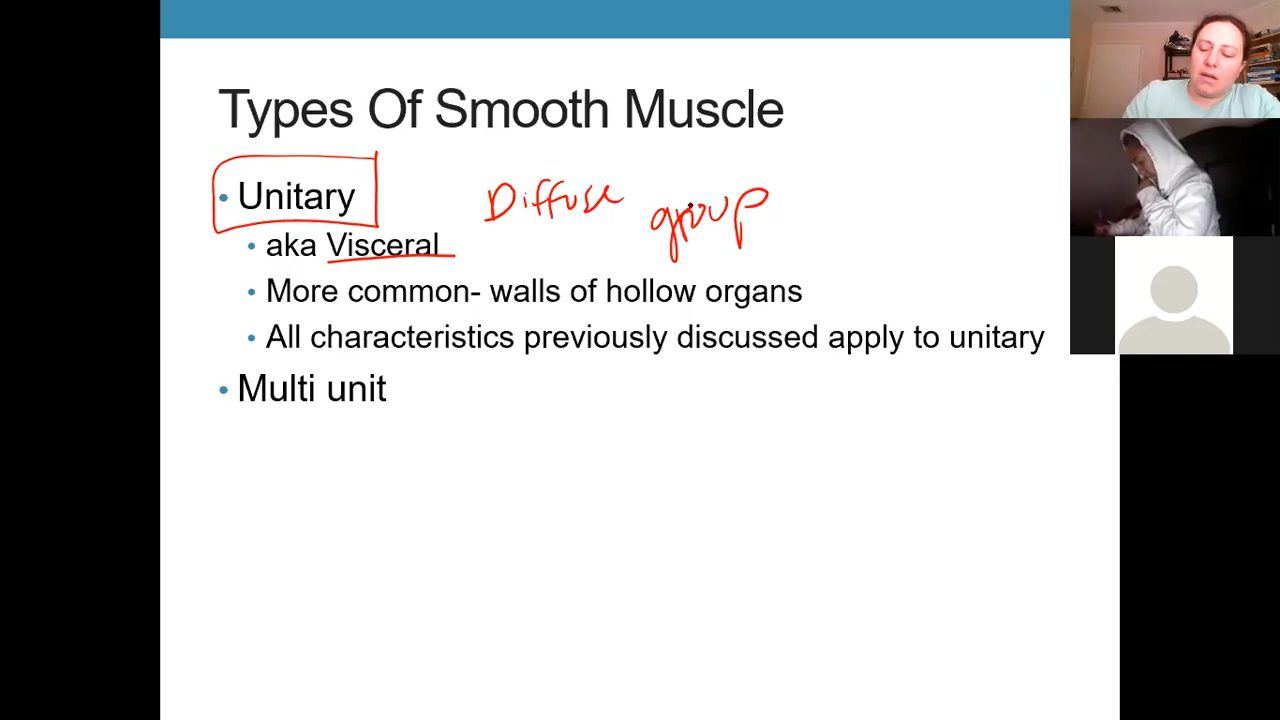 Types Of Smooth Muscle
• Unitary
Diffuse group
• aka Visceral
• More common- walls of hollow organs
• All characteristics previously discussed apply to unitary
• Multi unit